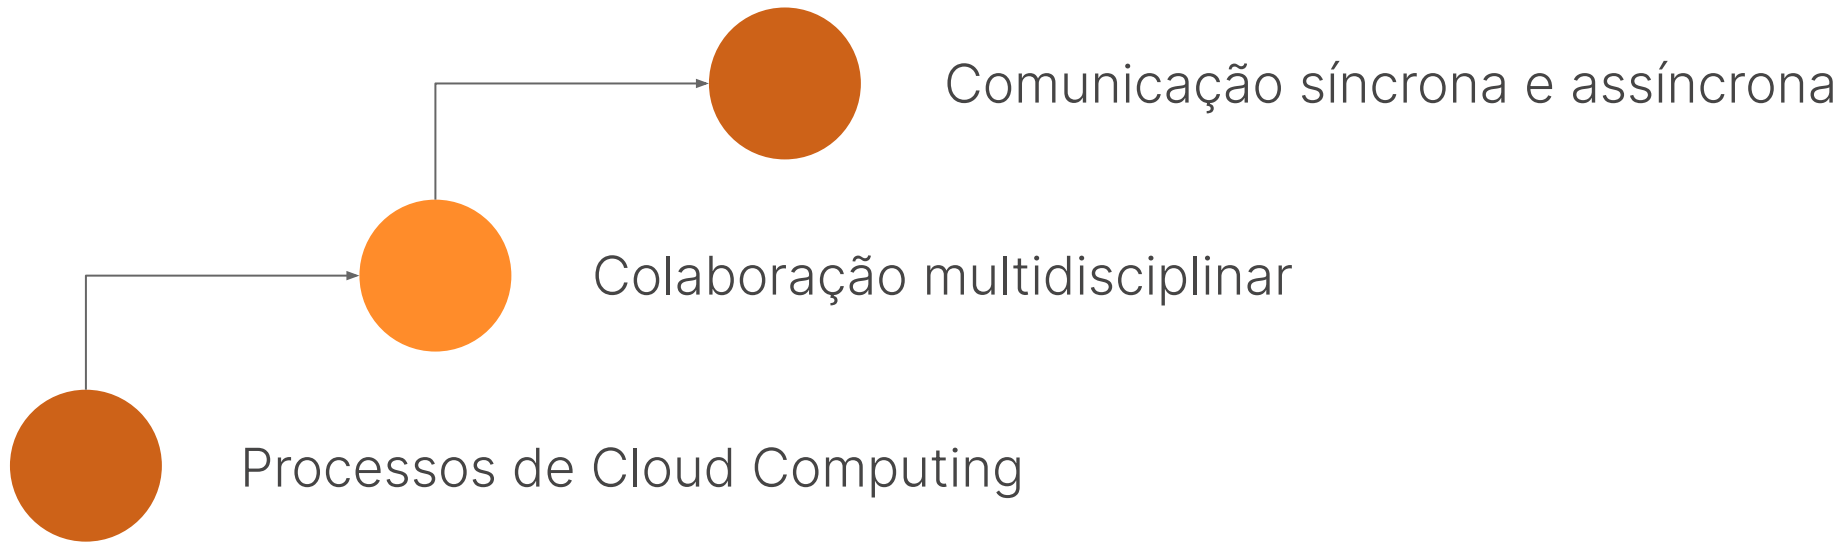 Comunicação síncrona e assíncrona
Colaboração multidisciplinar
Processos de Cloud Computing